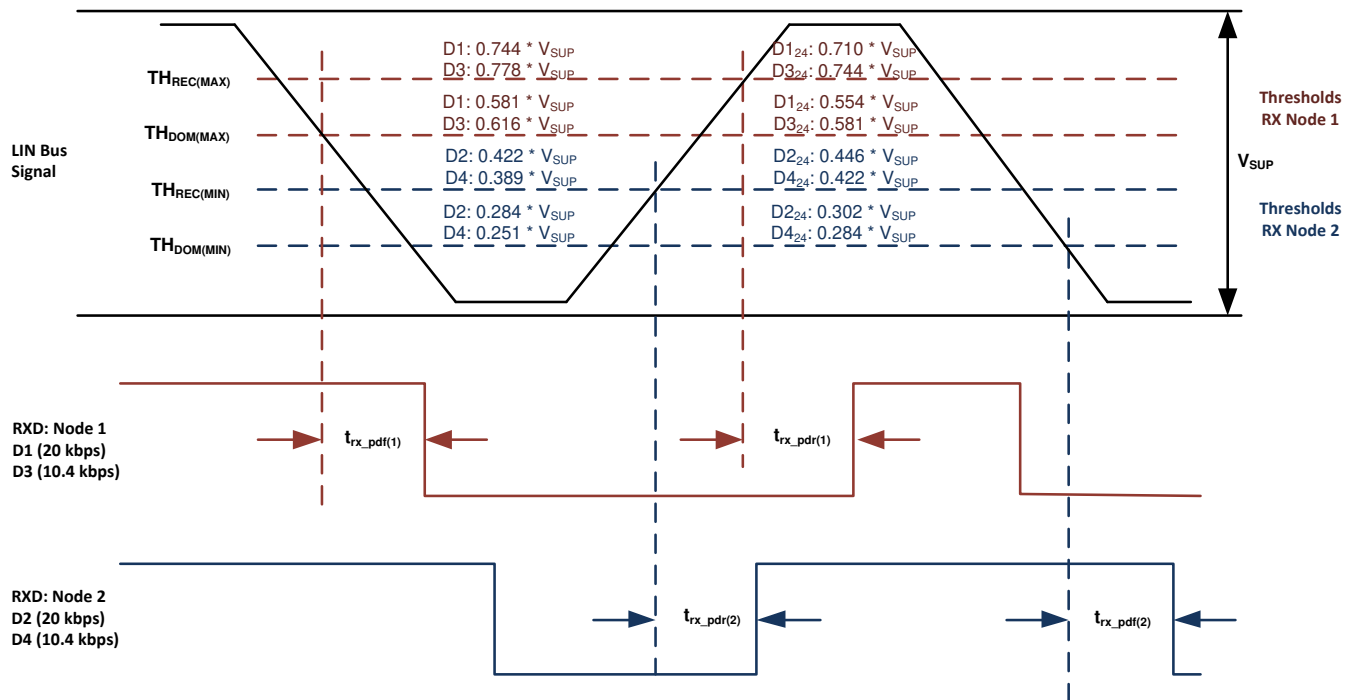 D1: 0.744 * VSUP
D3: 0.778 * VSUP
D124: 0.710 * VSUP
D324: 0.744 * VSUP
THREC(MAX)
D1: 0.581 * VSUP
D3: 0.616 * VSUP
D124: 0.554 * VSUP
D324: 0.581 * VSUP
THDOM(MAX)
Thresholds
RX Node 1
LIN Bus
Signal
D2: 0.422 * VSUP
D4: 0.389 * VSUP
D224: 0.446 * VSUP
D424: 0.422 * VSUP
THREC(MIN)
VSUP
D2: 0.284 * VSUP
D4: 0.251 * VSUP
D224: 0.302 * VSUP
D424: 0.284 * VSUP
THDOM(MIN)
Thresholds
RX Node 2
RXD: Node 1
D1 (20 kbps)
D3 (10.4 kbps)
trx_pdf(1)
trx_pdr(1)
RXD: Node 2
D2 (20 kbps)
D4 (10.4 kbps)
trx_pdr(2)
trx_pdf(2)